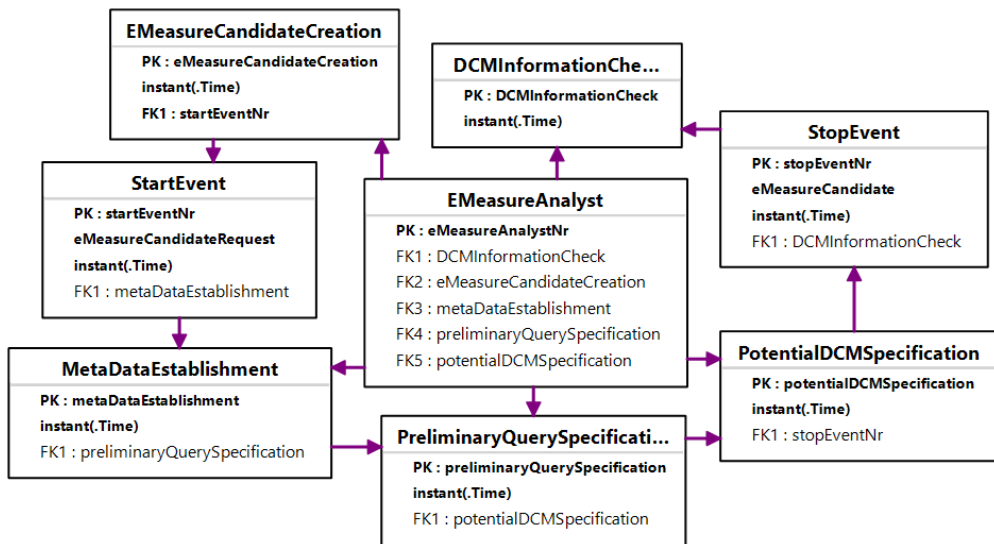 EMeasureCandidateCreation
PK : eMeasureCandidateCreation
instant(.Time)
FK1 : startEventNr
DCMInformationChe...
PK : DCMInformationCheck
instant(.Time)
StopEvent
PK : stopEventNr
eMeasureCandidate
instant(.Time)
FK1 : DCMInformationCheck
StartEvent
PK : startEventNr
eMeasureCandidateRequest
instant(.Time)
FK1 : metaDataEstablishment
EMeasureAnalyst
PK : eMeasureAnalystNr
FK1 : DCMInformationCheck
FK2 : eMeasureCandidateCreation
FK3 : metaDataEstablishment
FK4 : preliminaryQuerySpecification
FK5 : potentialDCMSpecification
MetaDataEstablishment
PK : metaDataEstablishment
instant(.Time)
FK1 : preliminaryQuerySpecification
PotentialDCMSpecification
PK : potentialDCMSpecification
instant(.Time)
FK1 : stopEventNr
PreliminaryQuerySpecificati...
PK : preliminaryQuerySpecification
instant(.Time)
FK1 : potentialDCMSpecification